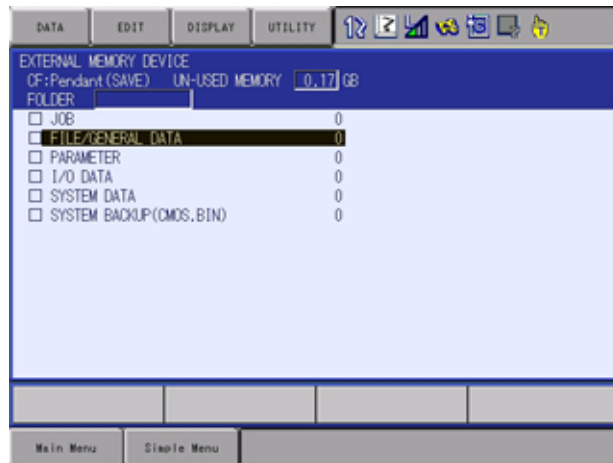 DATA EDIT DISPLAY UTILITY
EXTERNAL MEMORY DEVICE
CF:Pendant(SAVE) UN-USED MEMORY 0.17 GB
FOLDER
JOB 0
FILE/GENERAL DATA 0
PARAMETER 0
I/O DATA 0
SYSTEM DATA 0
SYSTEM BACKUP(CMOS.BIN) 0
Main Menu Simple Menu